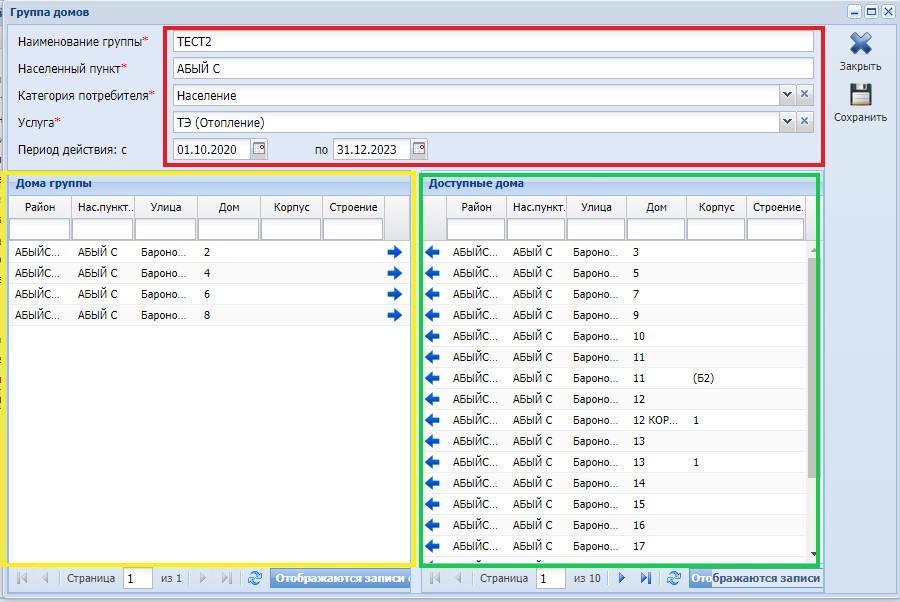 Группа домов
Наименование группы* ТЕСТ2
Закрыть
Населенный пункт* АБЫЙ С
Категория потребителя* Население
Сохранить
Услуга* ТЭ (Отопление)
Период действия: с 01.10.2020 по 31.12.2023
Дома группы
Район Нас.пункт.. Улица Дом Корпус Строение
АБЫЙС... АБЫЙ С Бароно... 2
АБЫЙС... АБЫЙ С Бароно... 4
АБЫЙС... АБЫЙ С Бароно... 6
АБЫЙС... АБЫЙ С Бароно... 8
Страница 1 из 1 Отображаются записи
Доступные дома
Район Нас.пункт. Улица Дом Корпус Строение.
АБЫЙС... АБЫЙ С Бароно... 3
АБЫЙС... АБЫЙ С Бароно... 5
АБЫЙС... АБЫЙ С Бароно... 7
АБЫЙС... АБЫЙ С Бароно... 9
АБЫЙС... АБЫЙ С Бароно... 10
АБЫЙС... АБЫЙ С Бароно... 11
АБЫЙС... АБЫЙ С Бароно... 11 (Б2)
АБЫЙС... АБЫЙ С Бароно... 12
АБЫЙС... АБЫЙ С Бароно... 12 КОР... 1
АБЫЙС... АБЫЙ С Бароно... 13
АБЫЙС... АБЫЙ С Бароно... 13 1
АБЫЙС... АБЫЙ С Бароно... 14
АБЫЙС... АБЫЙ С Бароно... 15
АБЫЙС... АБЫЙ С Бароно... 16
АБЫЙС... АБЫЙ С Бароно... 17
Страница 1 из 10 Отображаются записи